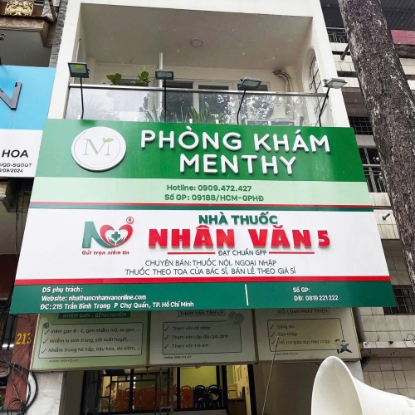 HOA
09/2024
M
PHÒNG KHÁM
MENTHY
Hotline: 0909.472.427
Số GP: 09188/HCM-GPHĐ
NHÀ THUỐC
NHÂN VĂN 5
Gửi trọn niềm tin
ĐẠT CHUẨN GPP
CHUYÊN BÁN: THUỐC NỘI, NGOẠI NHẬP
THUỐC THEO TOA CỦA BÁC SĨ, BÁN LẺ THEO GIÁ SỈ
DS phụ trách:
Website: nhathuocnhanvanonline.com
ĐC: 215 Trần Bình Trọng P Chợ Quán, TP. Hồ Chí Minh
Số GP:
DĐ: 0819 221 222
213